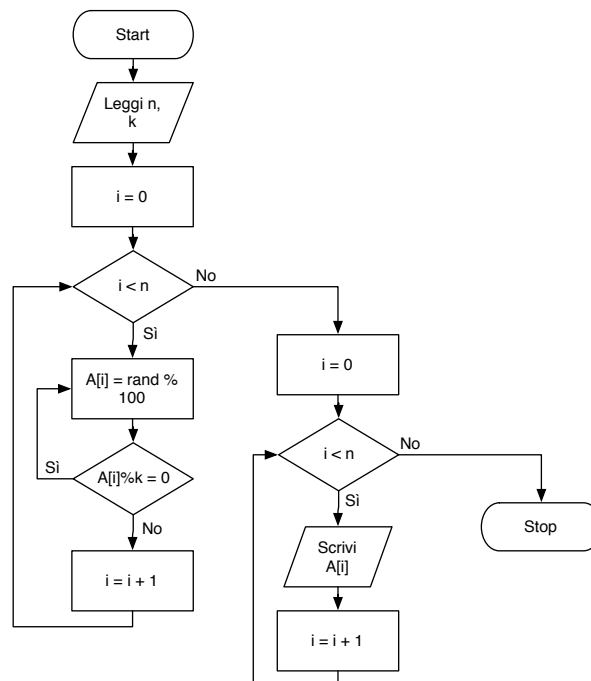 Start
Leggi n,
k
i = 0
i < n
No
Sì
A[i] = rand %
100
A[i]%k = 0
Sì
No
i = i + 1
i = 0
i < n
No
Sì
Scrivi
A[i]
i = i + 1
Stop